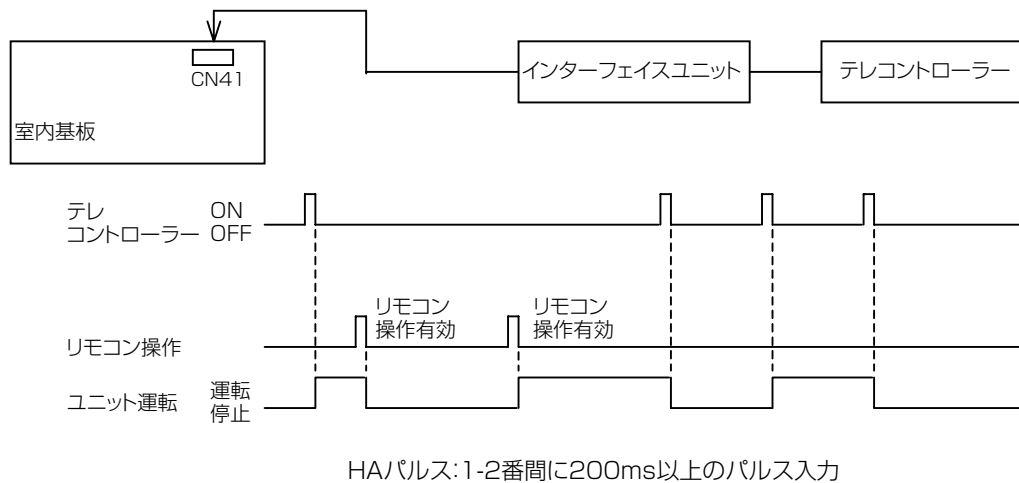 CN41
室内基板
インターフェイスユニット
テレコントローラー
テレ
コントローラー
ON
OFF
リモコン
操作有効
リモコン
操作有効
リモコン操作
ユニット運転
運転
停止
HAパルス:1-2番間に200ms以上のパルス入力